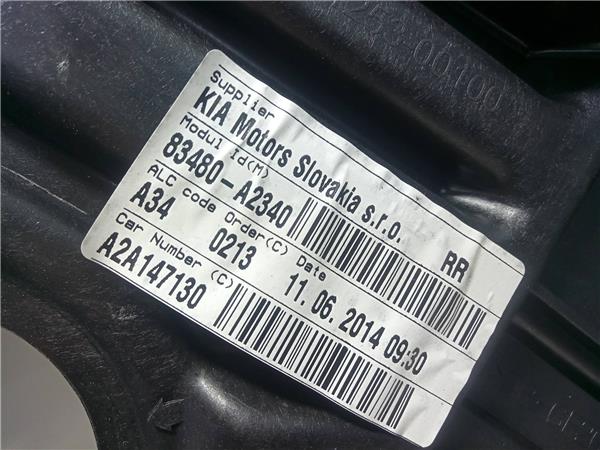 Supplier
KIA Motors Slovakia s.r.o.
Modul Id(M)
83480-A2340 RR
ALC code Order(C) Date
A34 0213 11. 06. 2014 09:30
Car Number (C)
A2A147130